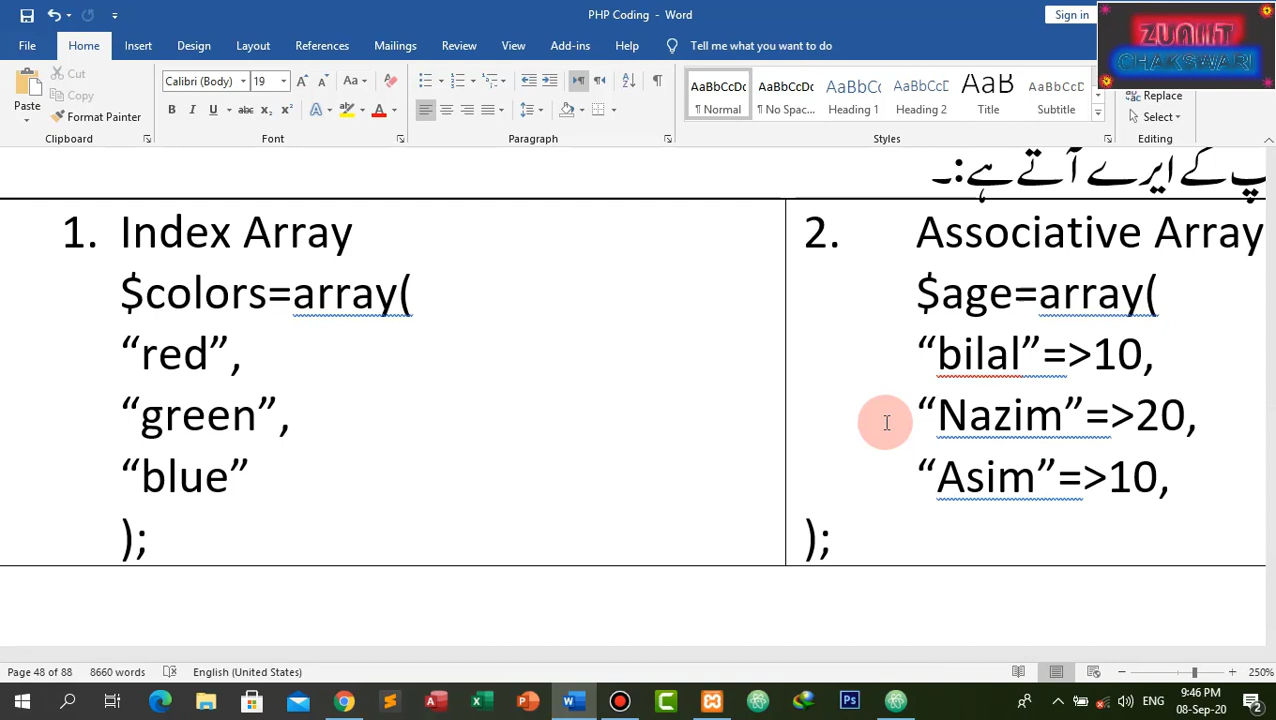 PHP Coding - Word
Sign in
ZUAIIT
CHAKSWARI
File Home Insert Design Layout References Mailings Review View Add-ins Help Tell me what you want to do
Paste
Cut
Copy
Format Painter
Clipboard
Calibri (Body) 19
Font
Paragraph
AaBbCcDc
¶ Normal
AaBbCcDc
¶ No Spac...
AaBbC
Heading 1
AaBbCcD
Heading 2
AaB
Title
AaBbCcD
Subtitle
Styles
Replace
Select
Editing
کے ایرے آتے ہے:۔
1. Index Array
$colors=array(
“red”,
“green”,
“blue”
);
2. Associative Array
$age=array(
“bilal”=>10,
“Nazim”=>20,
“Asim”=>10,
);
Page 48 of 88 8660 words English (United States) 250%
ENG
9:46 PM
08-Sep-20
2